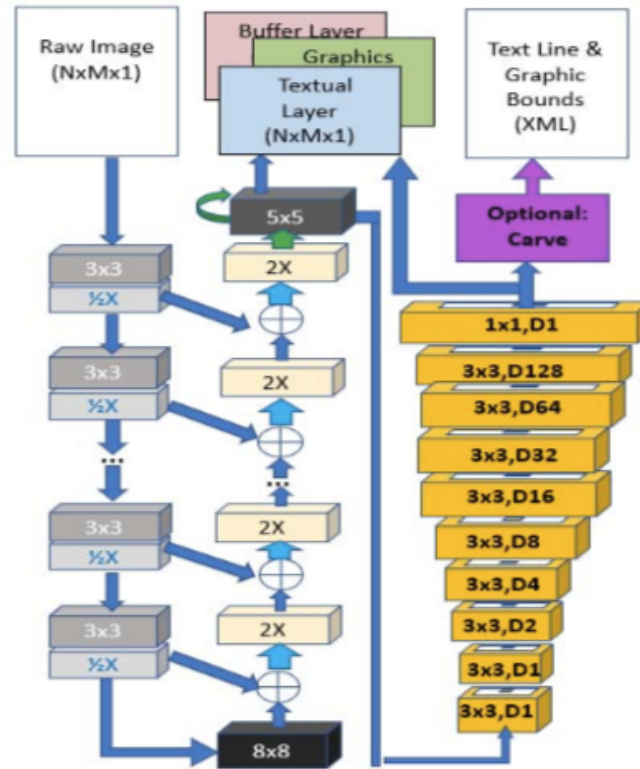 Raw Image
(NxMx1)
Buffer Layer
Graphics
Textual
Layer
(NxMx1)
Text Line &
Graphic
Bounds
(XML)
Optional:
Carve
5x5
2X
3x3
½X
1x1,D1
3x3,D128
3x3
½X
2X
3x3,D64
3x3,D32
...
...
3x3,D16
3x3
½X
2X
3x3,D8
3x3,D4
3x3
½X
2X
3x3,D2
3x3,D1
3x3,D1
8x8